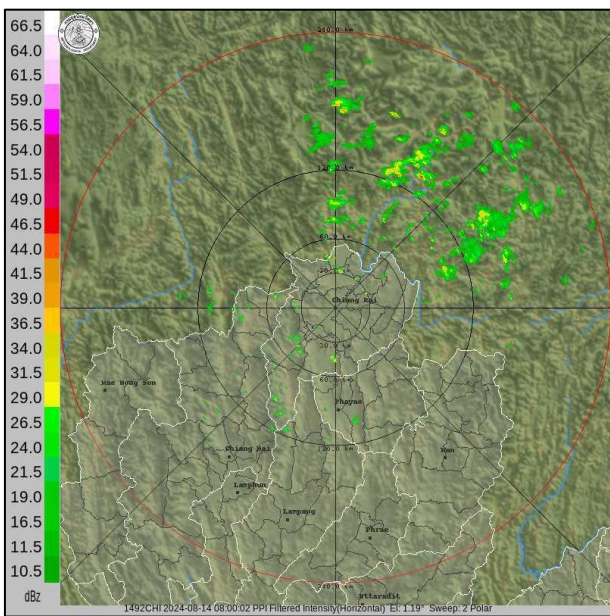 66.5
64.0
61.5
59.0
56.5
54.0
51.5
49.0
46.5
44.0
41.5
39.0
36.5
34.0
31.5
29.0
26.5
24.0
21.5
19.0
16.5
14.0
11.5
10.5
dBz
240.0 km
120.0 km
60.0 km
Chiang Rai
30.0 km
60.0 km
Mae Hong Son
Phayao
120.0 km
Chiang Mai
Nan
Lamphun
Lampang
Phrae
Uttaradit
1492CHI 2024-08-14 08:00:02 PPI Filtered Intensity(Horizontal) El: 1.19° Sweep: 2 Polar